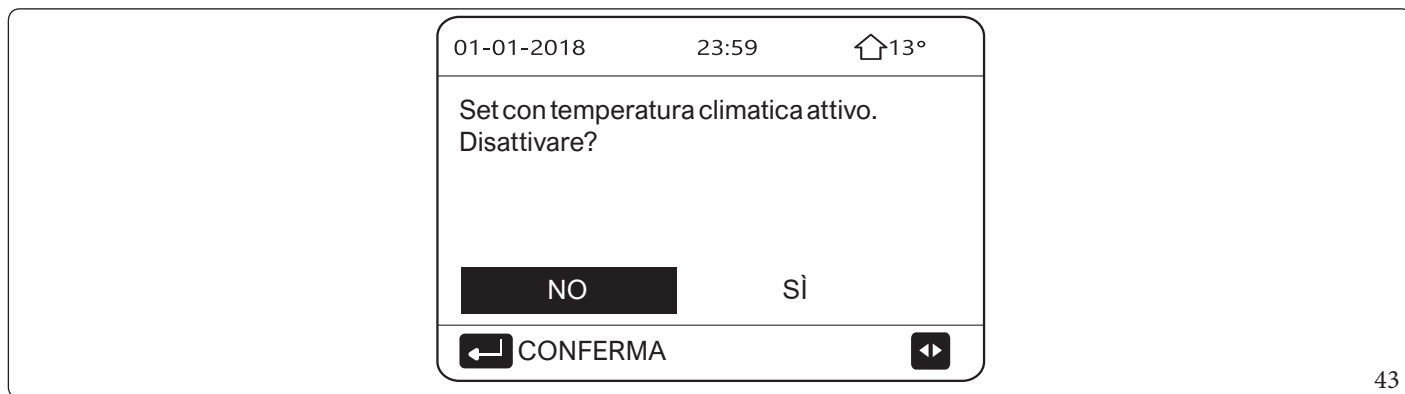 01-01-2018 23:59 13°
Set con temperatura climatica attivo.
Disattivare?
NO SÌ
CONFERMA
43